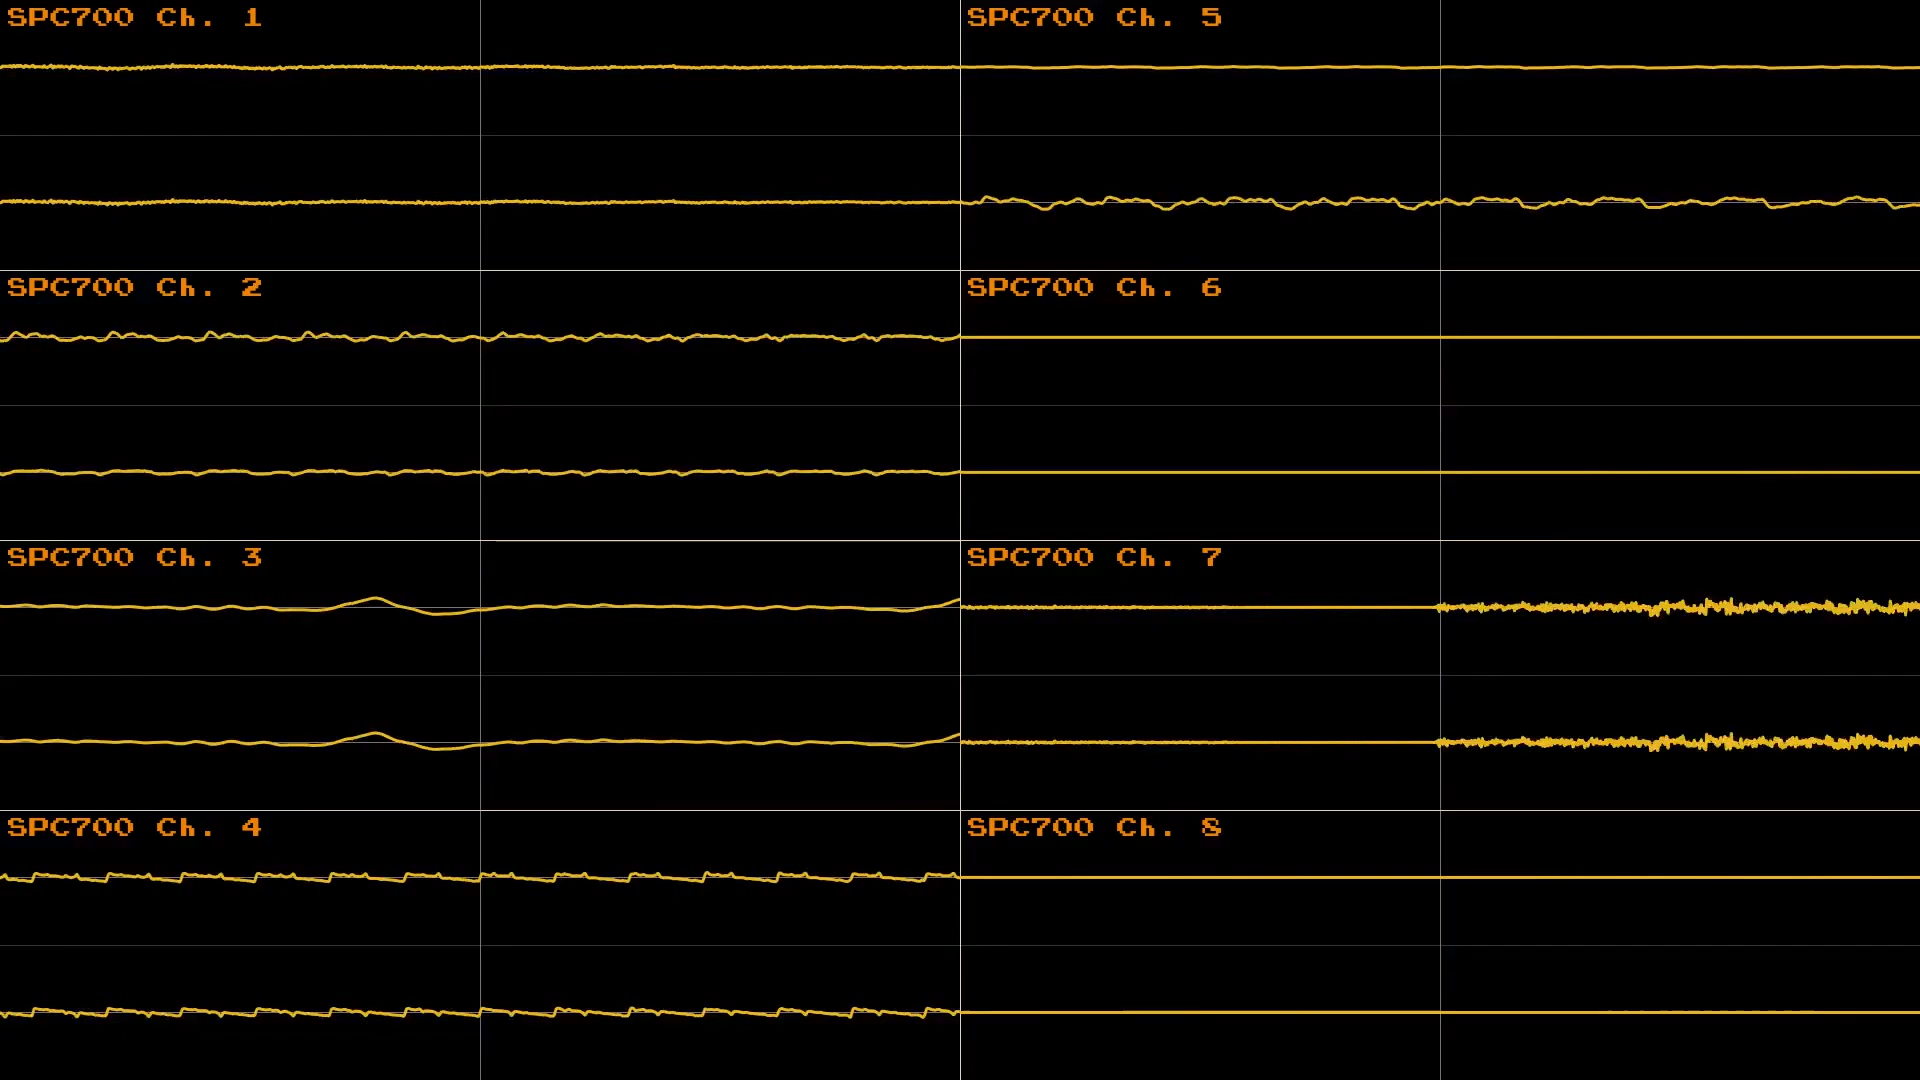 SPC700 Ch. 1
SPC700 Ch. 2
SPC700 Ch. 3
SPC700 Ch. 4
SPC700 Ch. 5
SPC700 Ch. 6
SPC700 Ch. 7
SPC700 Ch. 8